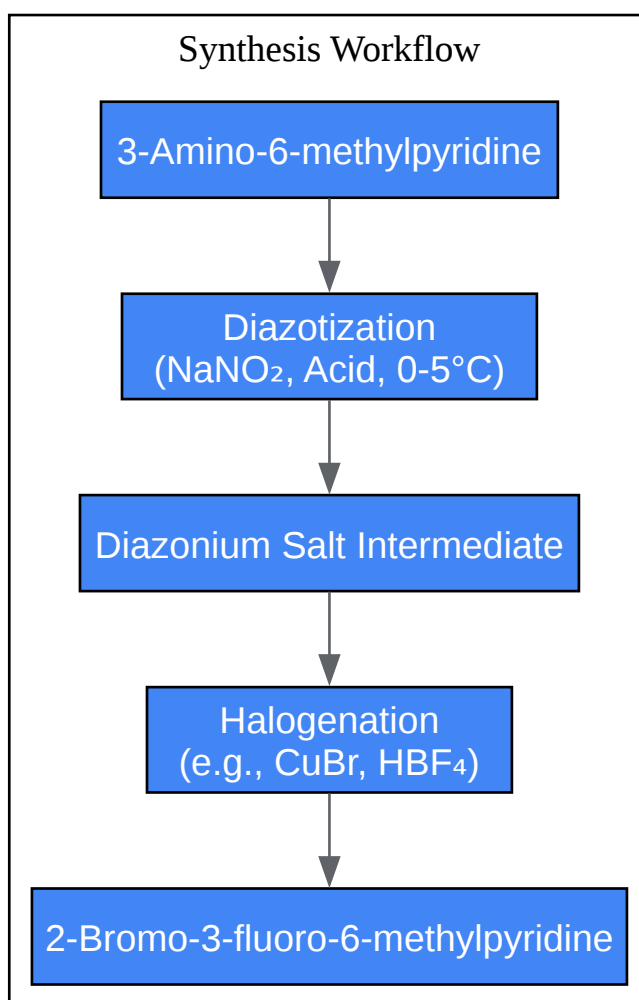 Synthesis Workflow
3-Amino-6-methylpyridine
Diazotization
(NaNO₂, Acid, 0-5°C)
Diazonium Salt Intermediate
Halogenation
(e.g., CuBr, HBF₄)
2-Bromo-3-fluoro-6-methylpyridine